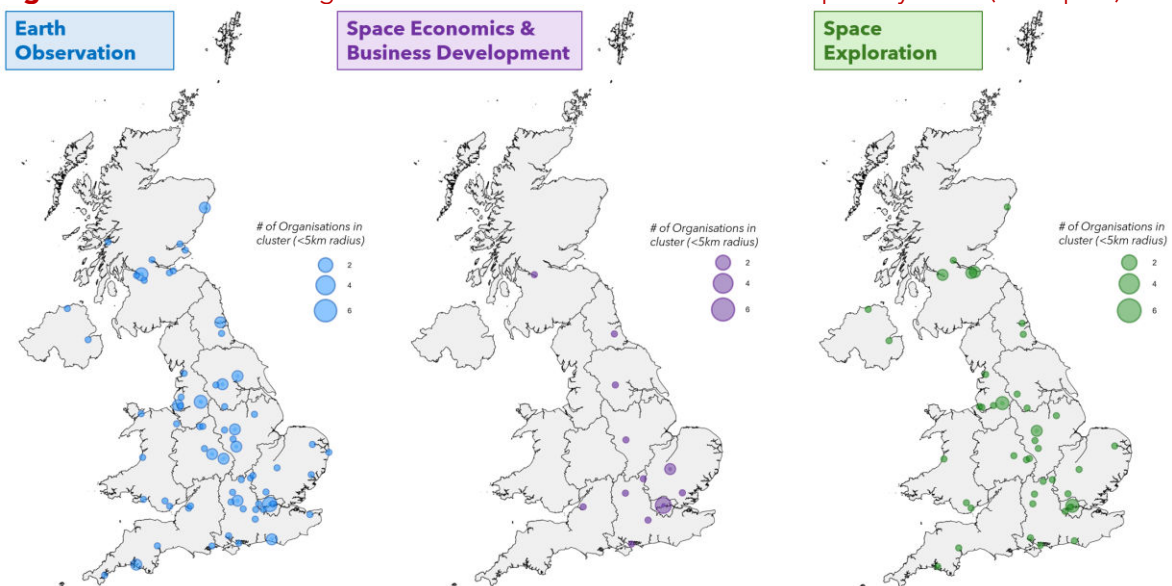 Earth
Observation
Space Economics &
Business Development
Space
Exploration
# of Organisations in
cluster (<5km radius)
2
4
6
# of Organisations in
cluster (<5km radius)
2
4
6
# of Organisations in
cluster (<5km radius)
2
4
6